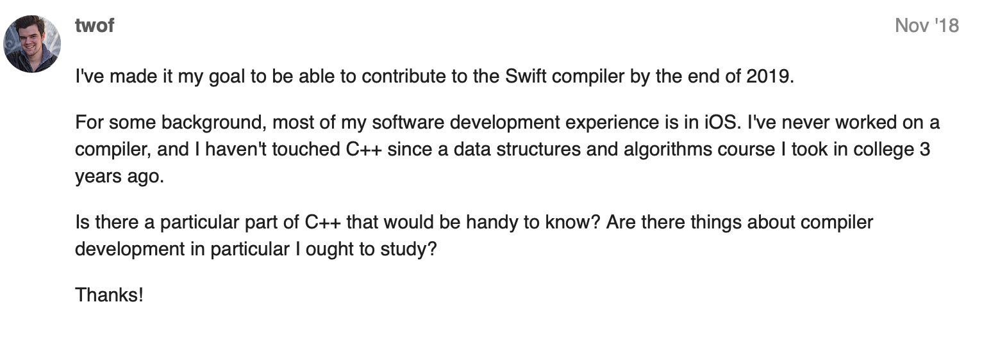 twof
Nov '18
I've made it my goal to be able to contribute to the Swift compiler by the end of 2019.
For some background, most of my software development experience is in iOS. I've never worked on a
compiler, and I haven't touched C++ since a data structures and algorithms course I took in college 3
years ago.
Is there a particular part of C++ that would be handy to know? Are there things about compiler
development in particular I ought to study?
Thanks!